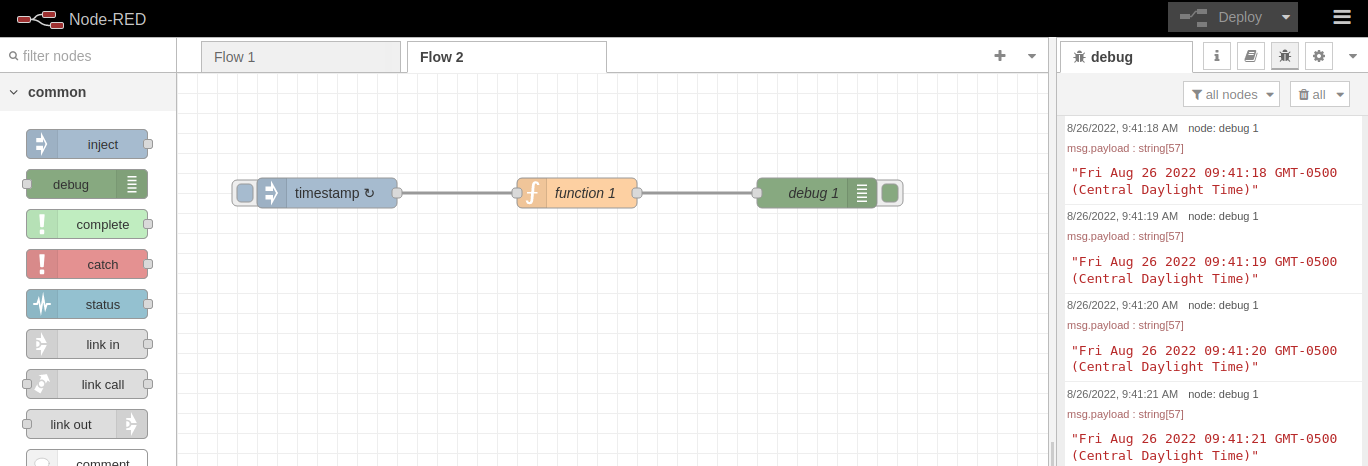 Node-RED
Deploy
filter nodes
Flow 1
Flow 2
debug
i
common
all nodes
all
inject
debug
complete
catch
status
link in
link call
link out
comment
timestamp ↻
function 1
debug 1
8/26/2022, 9:41:18 AM node: debug 1
msg.payload : string[57]
"Fri Aug 26 2022 09:41:18 GMT-0500
(Central Daylight Time)"
8/26/2022, 9:41:19 AM node: debug 1
msg.payload : string[57]
"Fri Aug 26 2022 09:41:19 GMT-0500
(Central Daylight Time)"
8/26/2022, 9:41:20 AM node: debug 1
msg.payload : string[57]
"Fri Aug 26 2022 09:41:20 GMT-0500
(Central Daylight Time)"
8/26/2022, 9:41:21 AM node: debug 1
msg.payload : string[57]
"Fri Aug 26 2022 09:41:21 GMT-0500
(Central Daylight Time)"